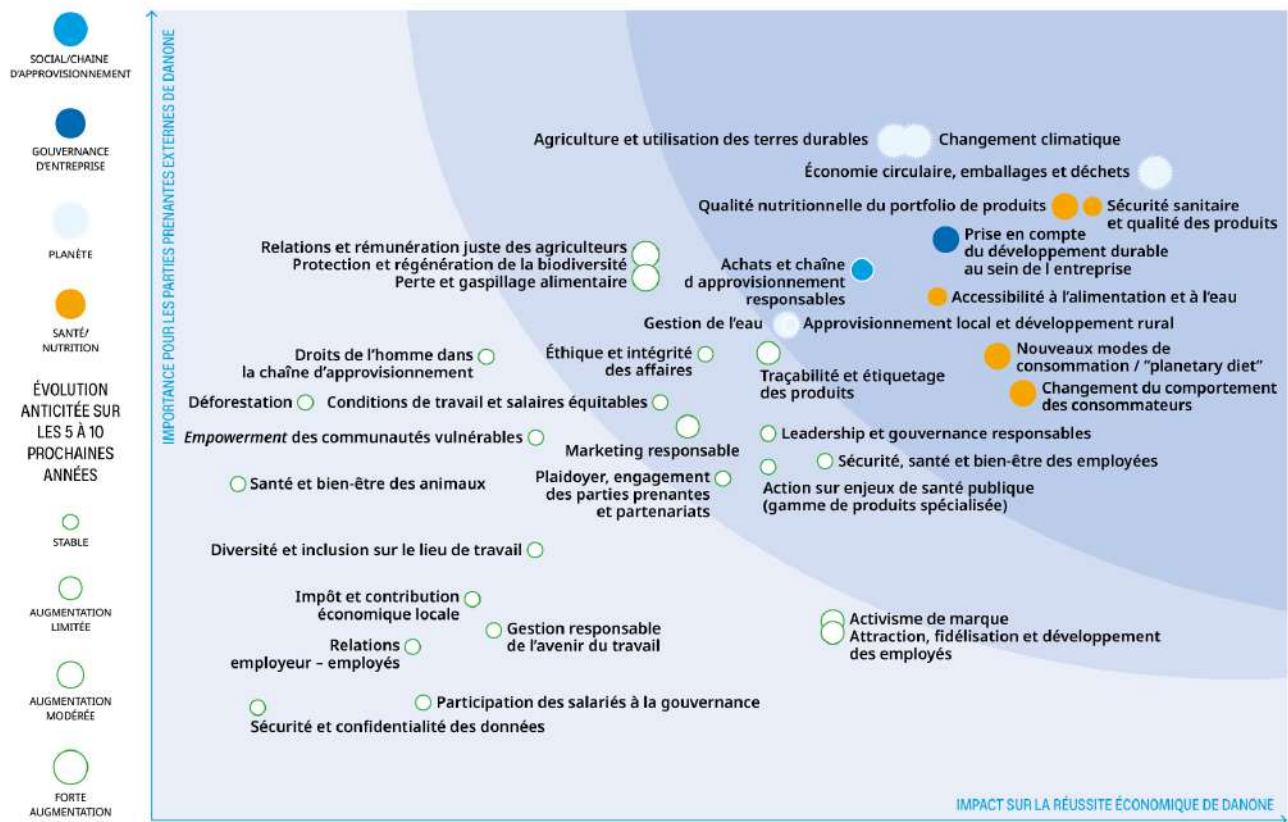 SOCIAL/CHAINE
D'APPROVISIONNEMENT
GOUVERNANCE
D'ENTREPRISE
PLANÈTE
SANTÉ/
NUTRITION
ÉVOLUTION
ANTICITÉE SUR
LES 5 À 10
PROCHAINES
ANNÉES
STABLE
AUGMENTATION
LIMITÉE
AUGMENTATION
MODÉRÉE
FORTE
AUGMENTATION
IMPORTANCE POUR LES PARTIES PRENANTES EXTERNES DE DANONE
Agriculture et utilisation des terres durables
Changement climatique
Économie circulaire, emballages et déchets
Qualité nutritionnelle du portfolio de produits
Sécurité sanitaire
et qualité des produits
Prise en compte
du développement durable
au sein de l entreprise
Relations et rémunération juste des agriculteurs
Protection et régénération de la biodiversité
Perte et gaspillage alimentaire
Achats et chaîne
d approvisionnement
responsables
Accessibilité à l'alimentation et à l'eau
Gestion de l'eau
Approvisionnement local et développement rural
Droits de l'homme dans
la chaîne d'approvisionnement
Éthique et intégrité
des affaires
Traçabilité et étiquetage
des produits
Nouveaux modes de
consommation / "planetary diet"
Changement du comportement
des consommateurs
Déforestation
Conditions de travail et salaires équitables
Empowerment des communautés vulnérables
Marketing responsable
Leadership et gouvernance responsables
Sécurité, santé et bien-être des employées
Santé et bien-être des animaux
Plaidoyer, engagement
des parties prenantes
et partenariats
Action sur enjeux de santé publique
(gamme de produits spécialisée)
Diversité et inclusion sur le lieu de travail
Impôt et contribution
économique locale
Gestion responsable
de l'avenir du travail
Relations
employeur – employés
Activisme de marque
Attraction, fidélisation et développement
des employés
Participation des salariés à la gouvernance
Sécurité et confidentialité des données
IMPACT SUR LA RÉUSSITE ÉCONOMIQUE DE DANONE